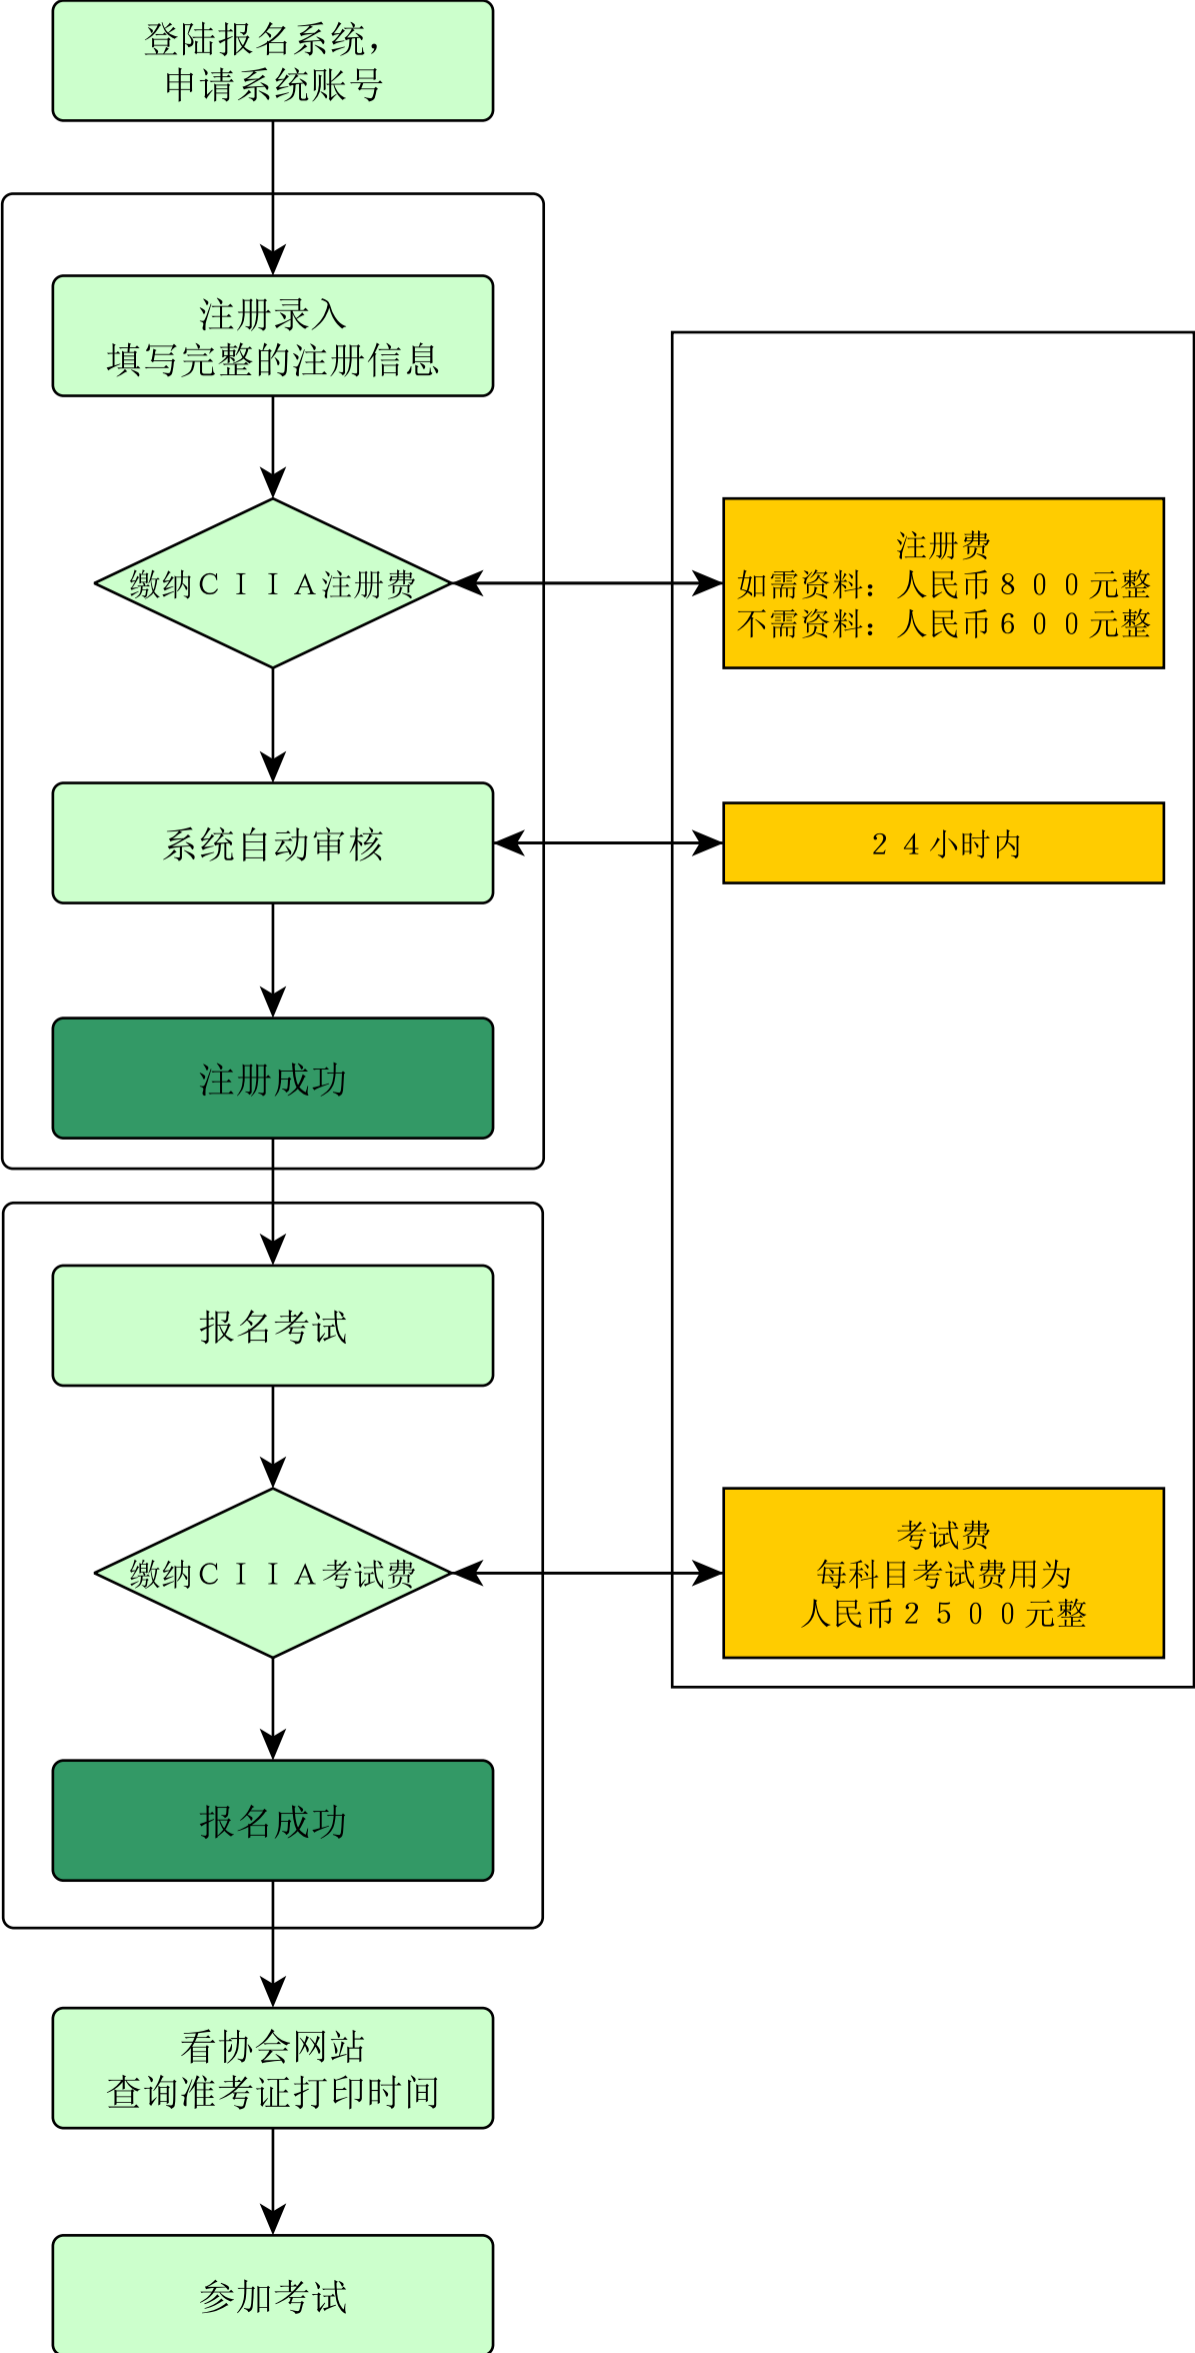 登陆报名系统，
申请系统账号
注册录入
填写完整的注册信息
缴纳ＣＩＩＡ注册费
注册费
如需资料：人民币８００元整
不需资料：人民币６００元整
系统自动审核
２４小时内
注册成功
报名考试
缴纳ＣＩＩＡ考试费
考试费
每科目考试费用为
人民币２５００元整
报名成功
看协会网站
查询准考证打印时间
参加考试